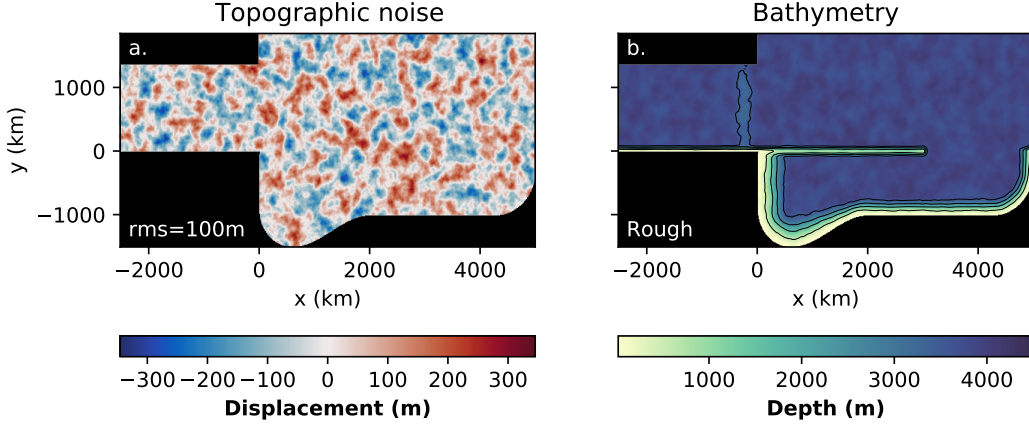 Topographic noise
Bathymetry
a.
b.
1000
0
−1000
y (km)
rms=100m
Rough
−2000 0 2000 4000
−2000 0 2000 4000
x (km)
x (km)
−300 −200 −100 0 100 200 300
1000 2000 3000 4000
Displacement (m)
Depth (m)